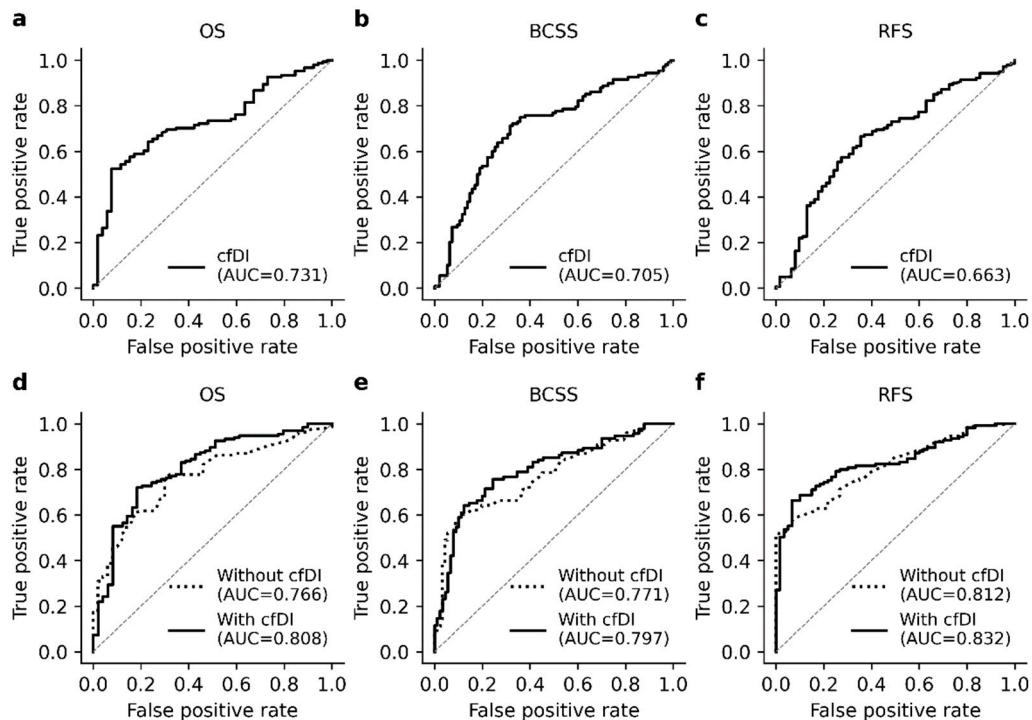 a
OS
1.0
0.8
0.6
0.4
0.2
0.0
True positive rate
cfDI
(AUC=0.731)
0.0 0.2 0.4 0.6 0.8 1.0
False positive rate
b
BCSS
1.0
0.8
0.6
0.4
0.2
0.0
True positive rate
cfDI
(AUC=0.705)
0.0 0.2 0.4 0.6 0.8 1.0
False positive rate
c
RFS
1.0
0.8
0.6
0.4
0.2
0.0
True positive rate
cfDI
(AUC=0.663)
0.0 0.2 0.4 0.6 0.8 1.0
False positive rate
d
OS
1.0
0.8
0.6
0.4
0.2
0.0
True positive rate
Without cfDI
(AUC=0.766)
With cfDI
(AUC=0.808)
0.0 0.2 0.4 0.6 0.8 1.0
False positive rate
e
BCSS
1.0
0.8
0.6
0.4
0.2
0.0
True positive rate
Without cfDI
(AUC=0.771)
With cfDI
(AUC=0.797)
0.0 0.2 0.4 0.6 0.8 1.0
False positive rate
f
RFS
1.0
0.8
0.6
0.4
0.2
0.0
True positive rate
Without cfDI
(AUC=0.812)
With cfDI
(AUC=0.832)
0.0 0.2 0.4 0.6 0.8 1.0
False positive rate